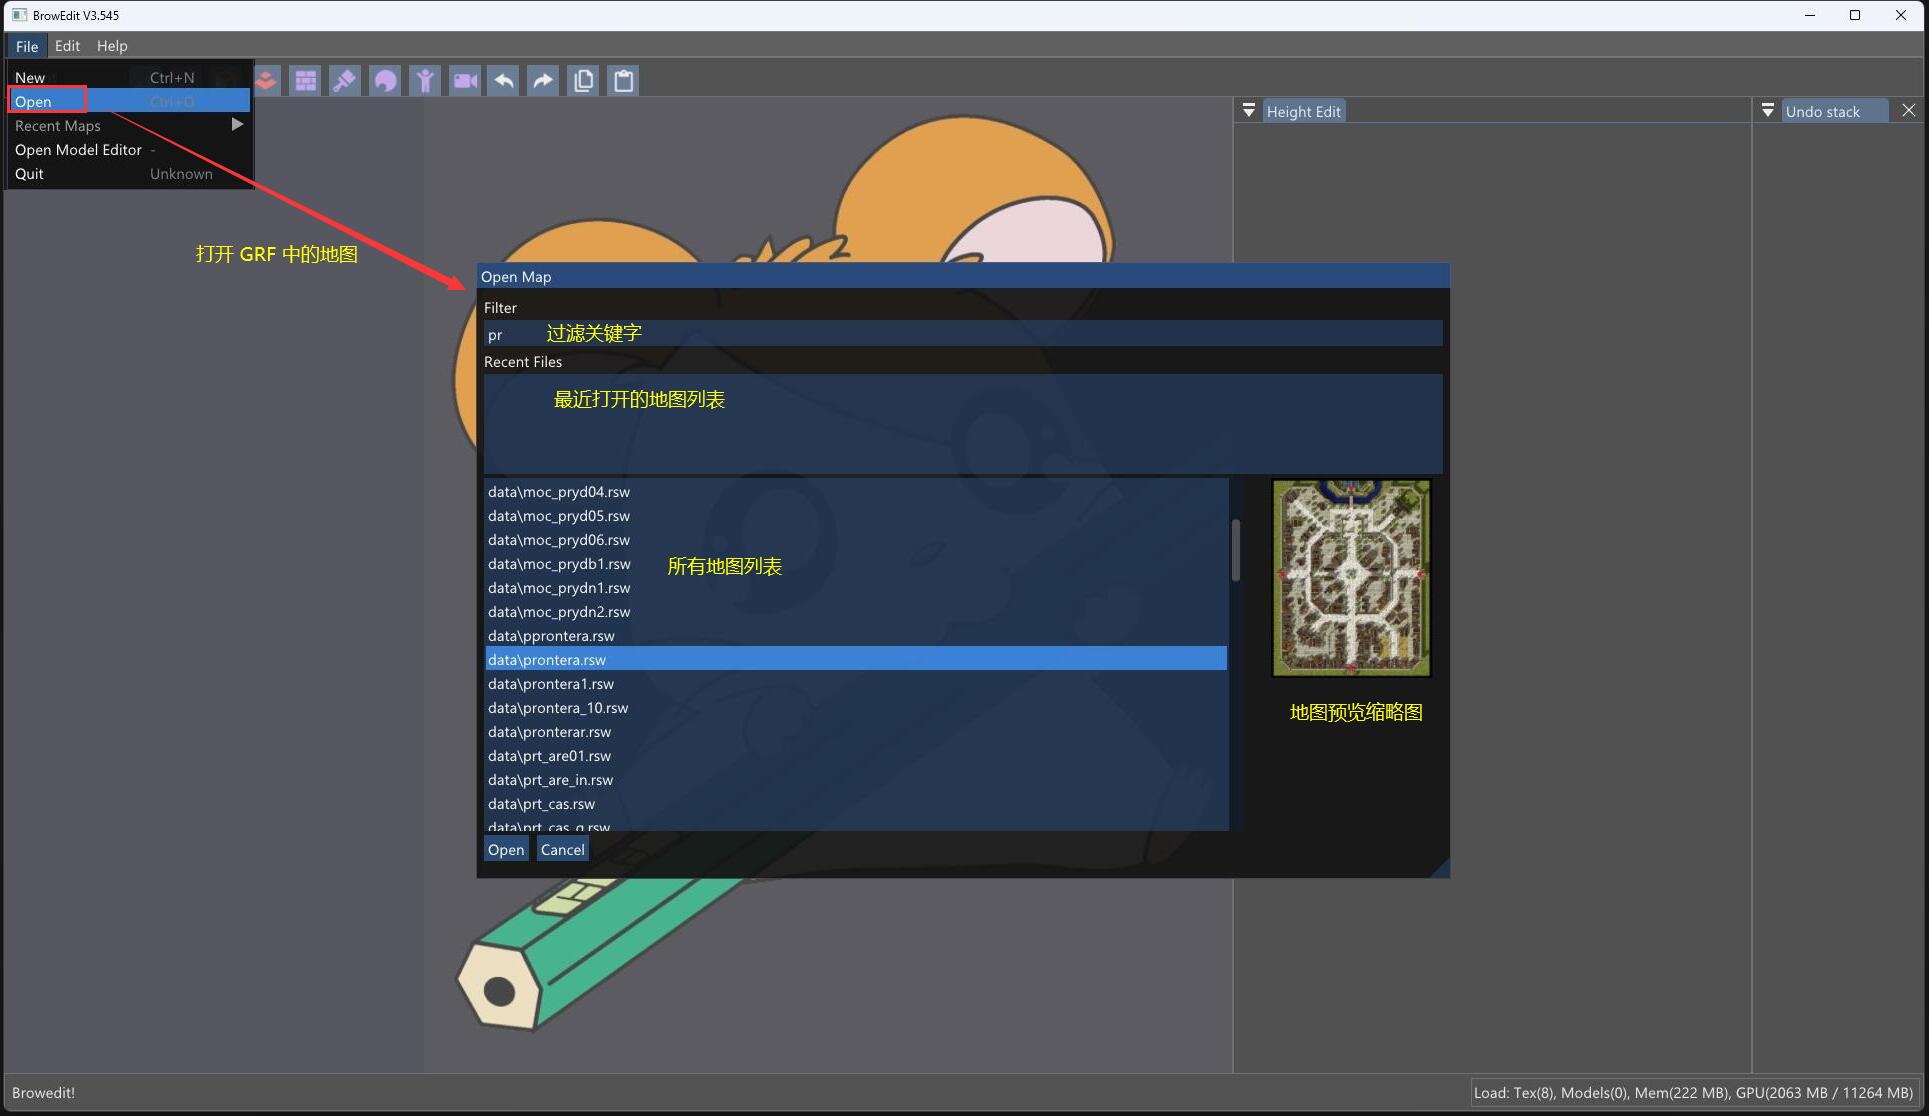 BrowEdit V3.545
File Edit Help
New Ctrl+N
Open Ctrl+O
Recent Maps
Open Model Editor -
Quit Unknown
Height Edit
Undo stack
打开 GRF 中的地图
Open Map
Filter
pr 过滤关键字
Recent Files
最近打开的地图列表
data\moc_pryd04.rsw
data\moc_pryd05.rsw
data\moc_pryd06.rsw
data\moc_prydb1.rsw
所有地图列表
data\moc_prydn1.rsw
data\moc_prydn2.rsw
data\pprontera.rsw
data\prontera.rsw
data\prontera1.rsw
data\prontera_10.rsw
地图预览缩略图
data\pronterar.rsw
data\prt_are01.rsw
data\prt_are_in.rsw
data\prt_cas.rsw
data\prt_cas_q.rsw
Open Cancel
Browedit!
Load: Tex(8), Models(0), Mem(222 MB), GPU(2063 MB / 11264 MB)